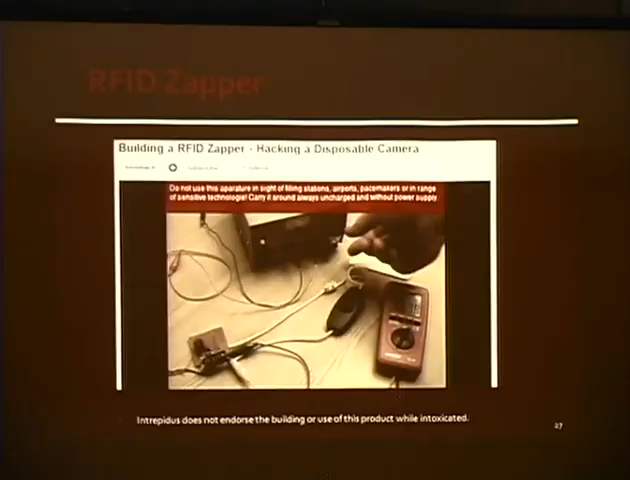 RFID Zapper
Building a RFID Zapper - Hacking a Disposable Camera
Do not use this aparature in sight of filling stations, airports, pacemakers or in range
of sensitive technologie! Carry it around always uncharged and without power supply
Intrepidus does not endorse the building or use of this product while intoxicated.
27